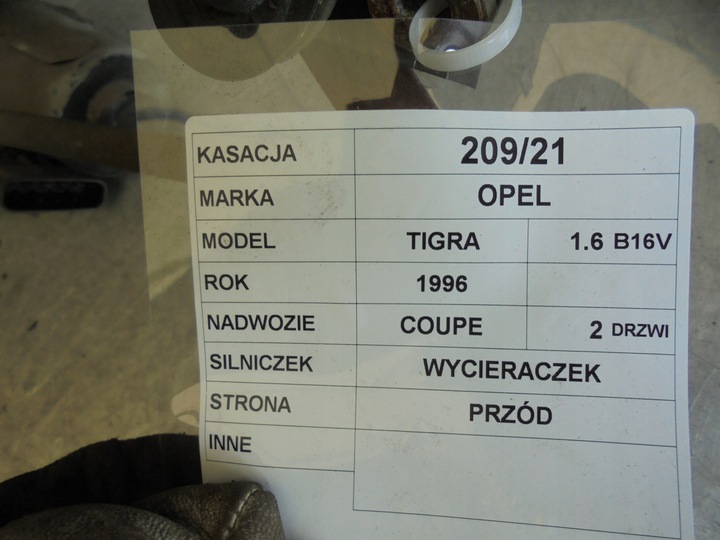 KASACJA 209/21
MARKA OPEL
MODEL TIGRA 1.6 B16V
ROK 1996
NADWOZIE COUPE 2 DRZWI
SILNICZEK WYCIERACZEK
STRONA PRZÓD
INNE